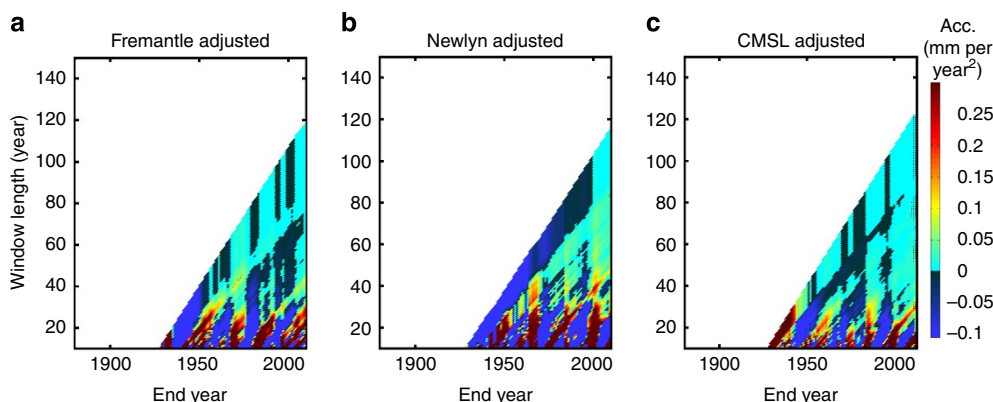 a
Fremantle adjusted
Window length (year)
140
120
100
80
60
40
20
1900
1950
2000
End year
b
Newlyn adjusted
140
120
100
80
60
40
20
1900
1950
2000
End year
c
CMSL adjusted
140
120
100
80
60
40
20
1900
1950
2000
End year
Acc.
(mm per
year²)
0.25
0.2
0.15
0.1
0.05
0
−0.05
−0.1